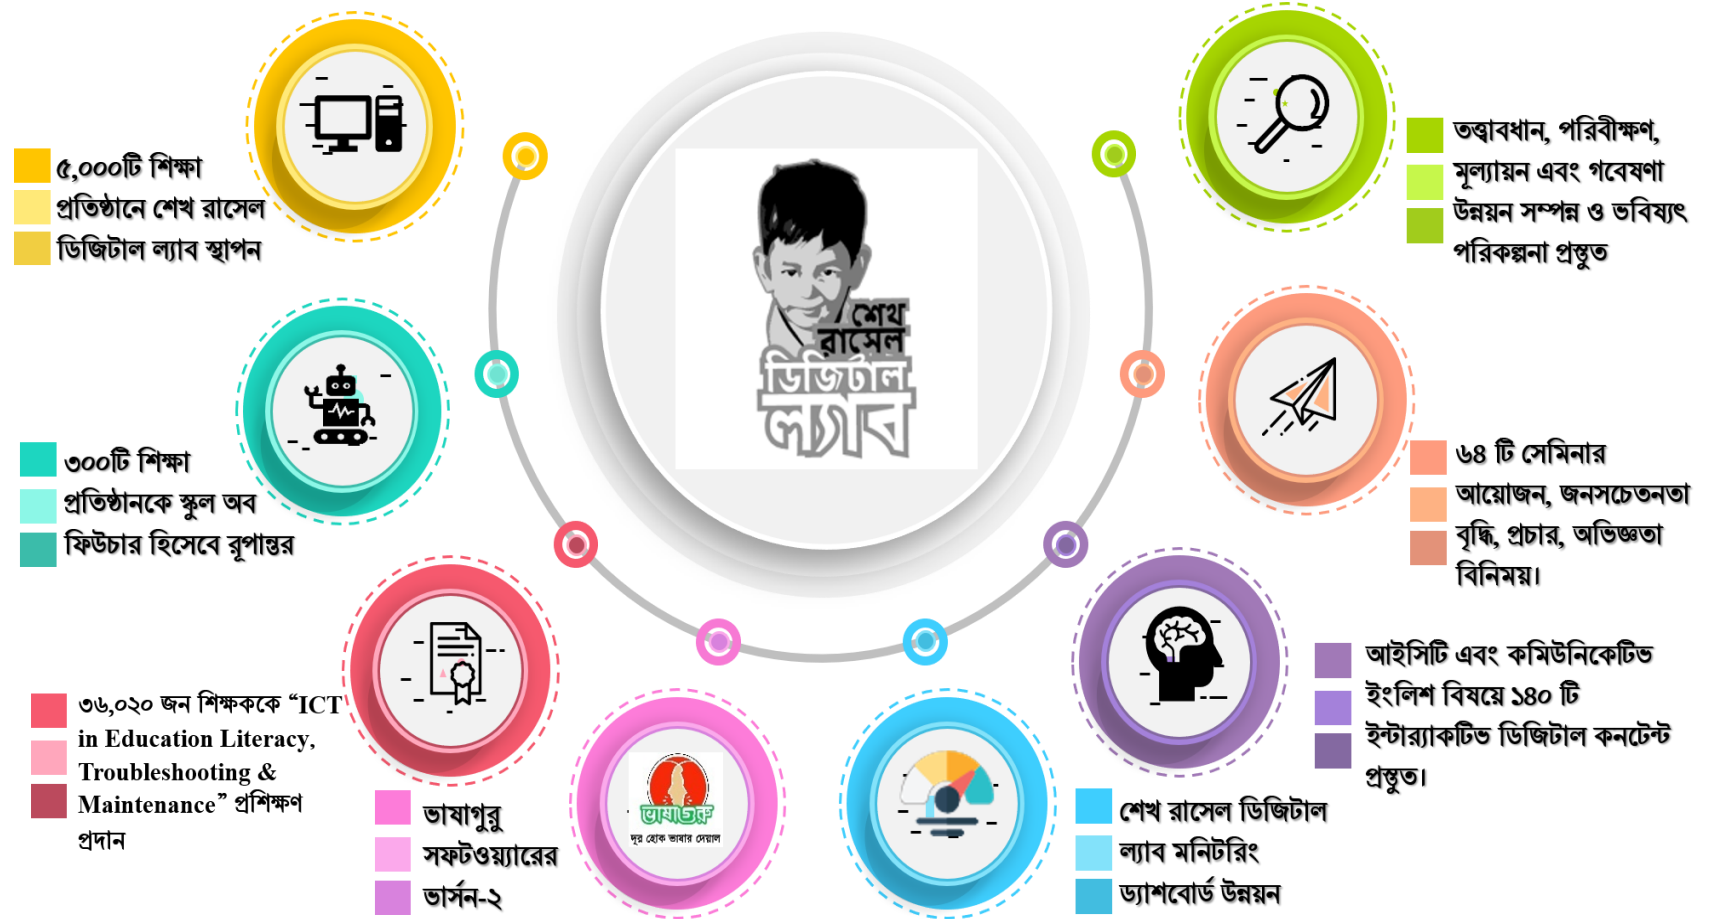 ৫,০০০টি শিক্ষা
প্রতিষ্ঠানে শেখ রাসেল
ডিজিটাল ল্যাব স্থাপন
৩০০টি শিক্ষা
প্রতিষ্ঠানকে স্কুল অব
ফিউচার হিসেবে রূপান্তর
৩৬,০২০ জন শিক্ষককে “ICT
in Education Literacy,
Troubleshooting &
Maintenance” প্রশিক্ষণ
প্রদান
ভাষাগুরু
সফটওয়্যারের
ভার্সন-২
ভাষাগুরু
দূর হোক ভাষার দেয়াল
শেখ
রাসেল
ডিজিটাল
ল্যাব
শেখ রাসেল ডিজিটাল
ল্যাব মনিটরিং
ড্যাশবোর্ড উন্নয়ন
আইসিটি এবং কমিউনিকেটিভ
ইংলিশ বিষয়ে ১৪০ টি
ইন্টার‍্যাকটিভ ডিজিটাল কনটেন্ট
প্রস্তুত।
৬৪ টি সেমিনার
আয়োজন, জনসচেতনতা
বৃদ্ধি, প্রচার, অভিজ্ঞতা
বিনিময়।
তত্ত্বাবধান, পরিবীক্ষণ,
মূল্যায়ন এবং গবেষণা
উন্নয়ন সম্পন্ন ও ভবিষ্যৎ
পরিকল্পনা প্রস্তুত